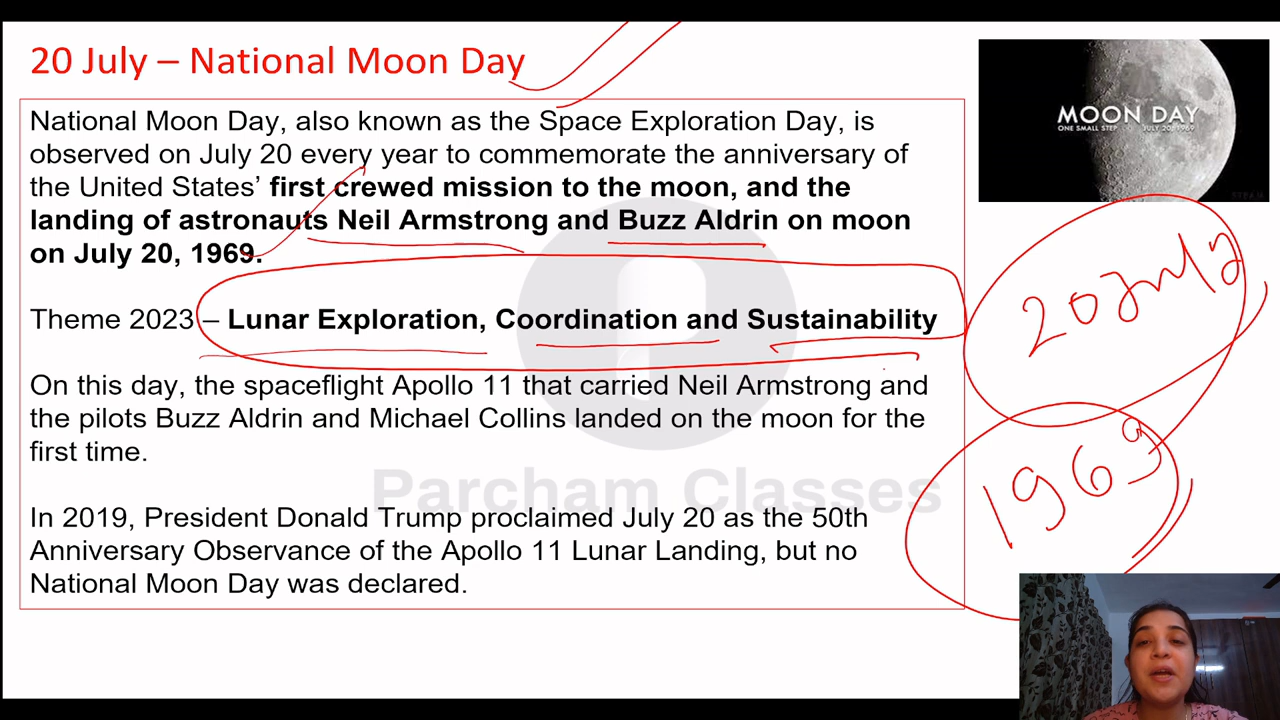 20 July – National Moon Day
National Moon Day, also known as the Space Exploration Day, is
observed on July 20 every year to commemorate the anniversary of
the United States’ first crewed mission to the moon, and the
landing of astronauts Neil Armstrong and Buzz Aldrin on moon
on July 20, 1969.
Theme 2023 – Lunar Exploration, Coordination and Sustainability
On this day, the spaceflight Apollo 11 that carried Neil Armstrong and
the pilots Buzz Aldrin and Michael Collins landed on the moon for the
first time.
In 2019, President Donald Trump proclaimed July 20 as the 50th
Anniversary Observance of the Apollo 11 Lunar Landing, but no
National Moon Day was declared.
Parcham Classes
MOON DAY
ONE SMALL STEP JULY 20, 1969
20 July
1969